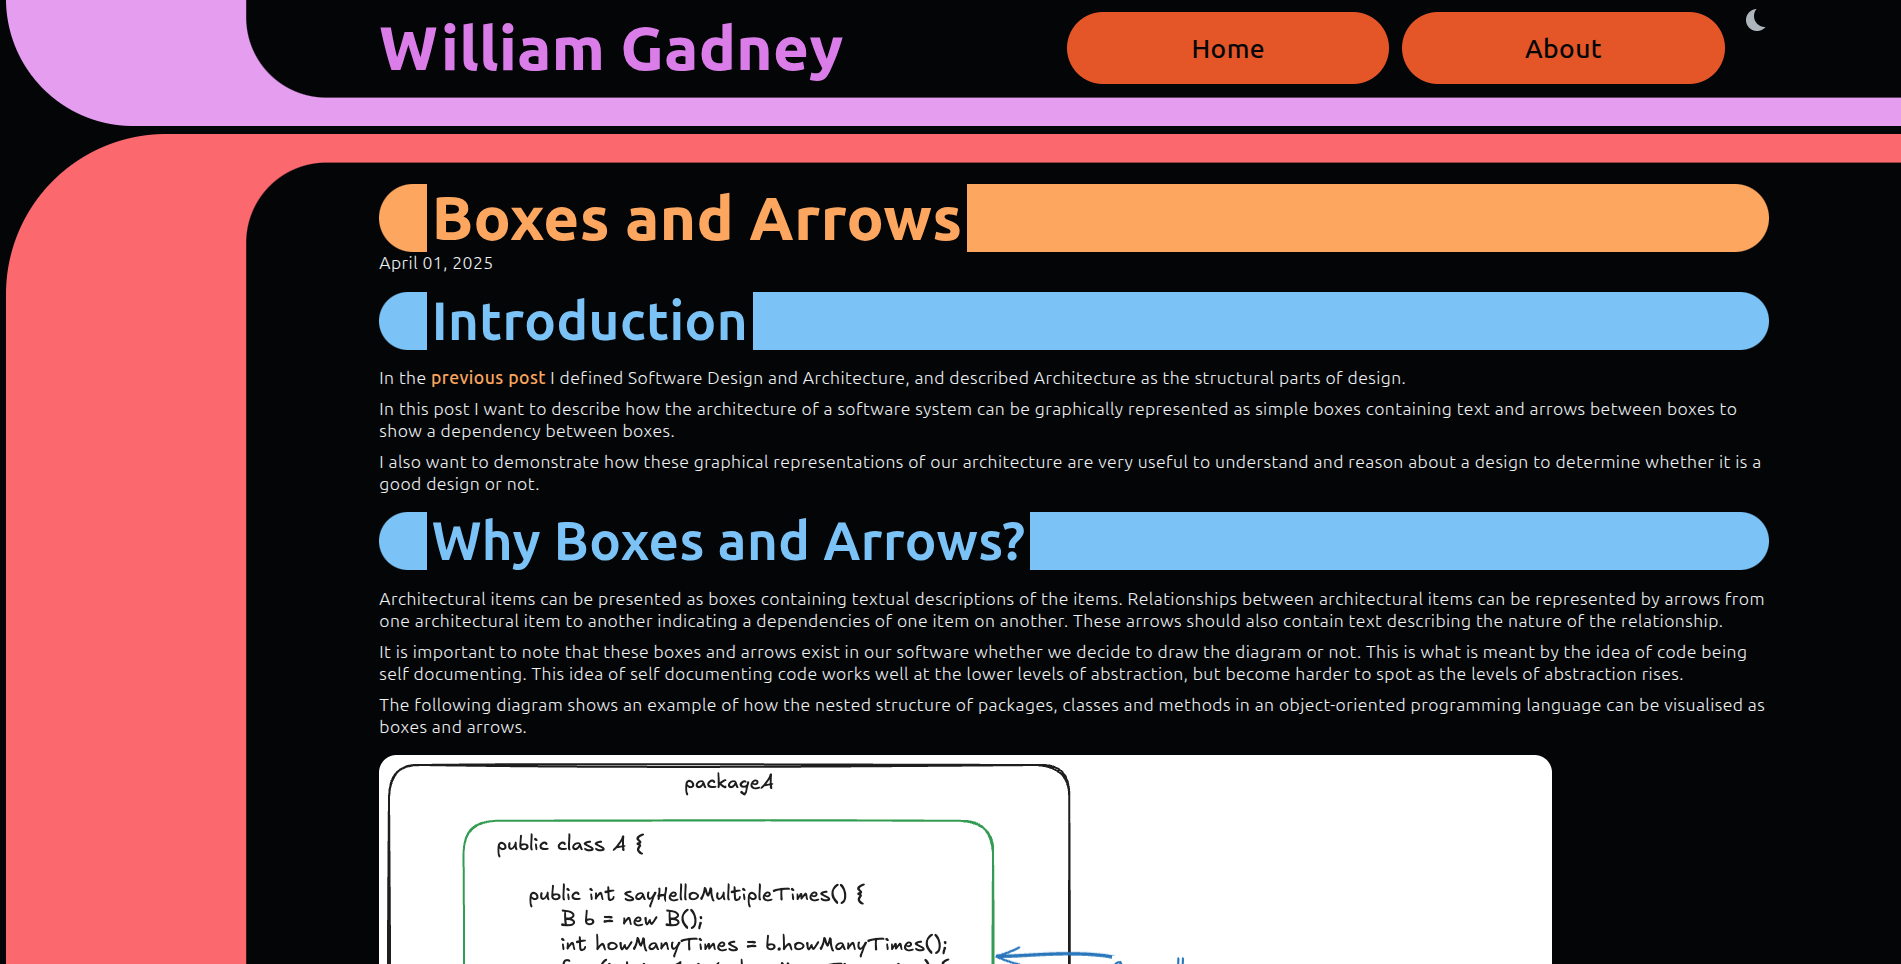 William Gadney
Home
About
Boxes and Arrows
April 01, 2025
Introduction
In the previous post I defined Software Design and Architecture, and described Architecture as the structural parts of design.
In this post I want to describe how the architecture of a software system can be graphically represented as simple boxes containing text and arrows between boxes to
show a dependency between boxes.
I also want to demonstrate how these graphical representations of our architecture are very useful to understand and reason about a design to determine whether it is a
good design or not.
Why Boxes and Arrows?
Architectural items can be presented as boxes containing textual descriptions of the items. Relationships between architectural items can be represented by arrows from
one architectural item to another indicating a dependencies of one item on another. These arrows should also contain text describing the nature of the relationship.
It is important to note that these boxes and arrows exist in our software whether we decide to draw the diagram or not. This is what is meant by the idea of code being
self documenting. This idea of self documenting code works well at the lower levels of abstraction, but become harder to spot as the levels of abstraction rises.
The following diagram shows an example of how the nested structure of packages, classes and methods in an object-oriented programming language can be visualised as
boxes and arrows.
packageA
public class A {
public int sayHelloMultipleTimes() {
B b = new B();
int howManyTimes = b.howManyTimes();